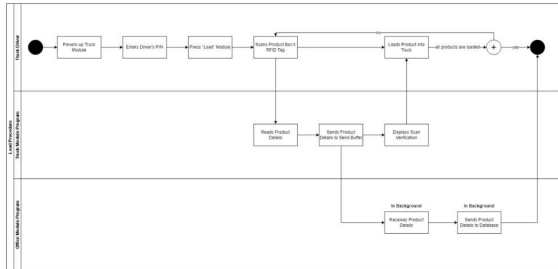 Load Procedure
Truck Driver
Truck Module Program
Office Module Program
Powers up Truck
Module
Enters Driver's PIN
Press "Load" Module
Scans Product Box's
RFID Tag
Loads Product into
Truck
all products are loaded
no
yes
Reads Product
Details
Sends Product
Details to Send Buffer
Displays Scan
Verification
In Background
Receives Product
Details
In Background
Sends Product
Details to Database